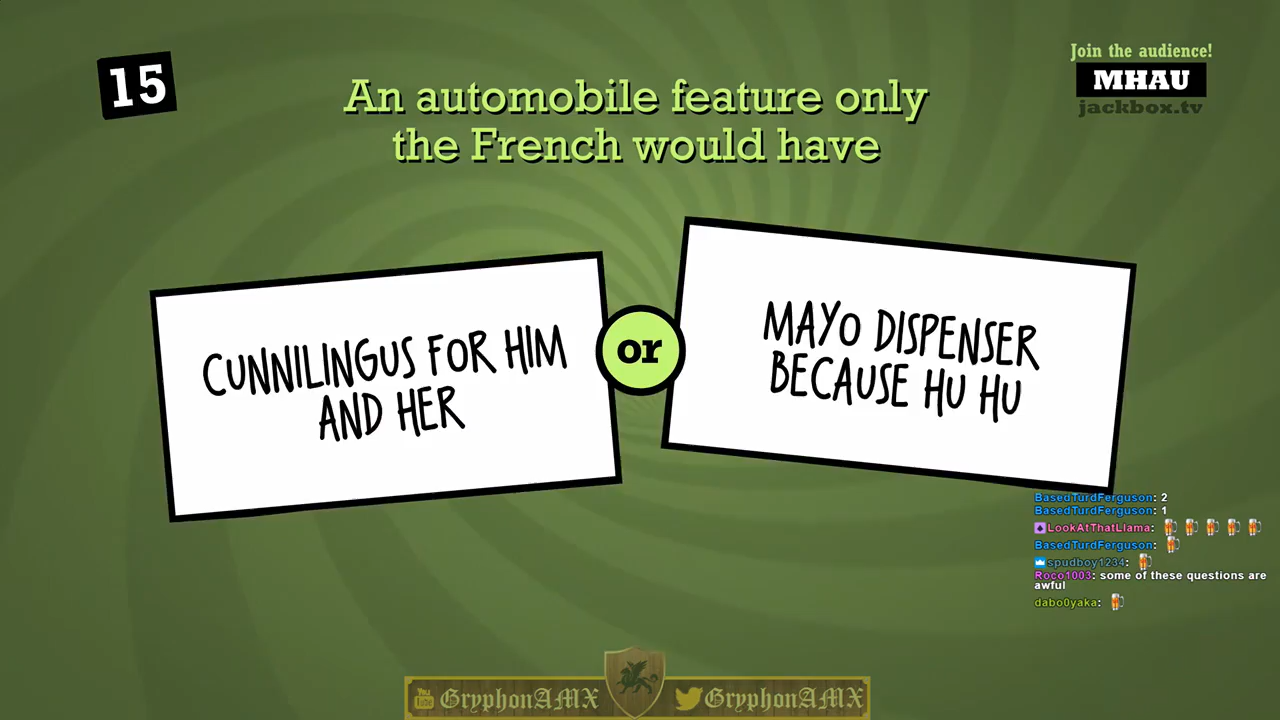 15
An automobile feature only
the French would have
Join the audience!
MHAU
jackbox.tv
CUNNILINGUS FOR HIM
AND HER
or
MAYO DISPENSER
BECAUSE HU HU
BasedTurdFerguson: 2
BasedTurdFerguson: 1
LookAtThatLlama:
BasedTurdFerguson:
spudboy1234:
Roco1003: some of these questions are
awful
dabo0yaka:
You
Tube
GryphonAMX
GryphonAMX